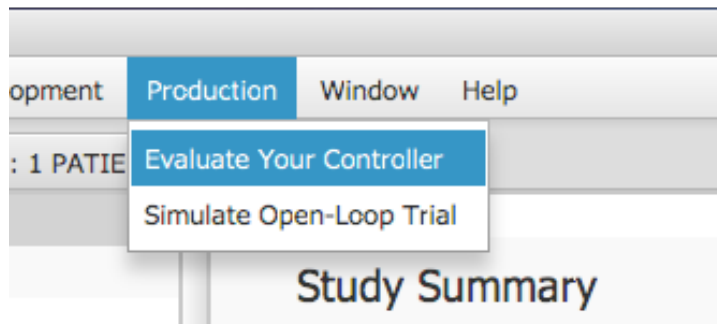 opment Production Window Help
: 1 PATIE
Evaluate Your Controller
Simulate Open-Loop Trial
Study Summary